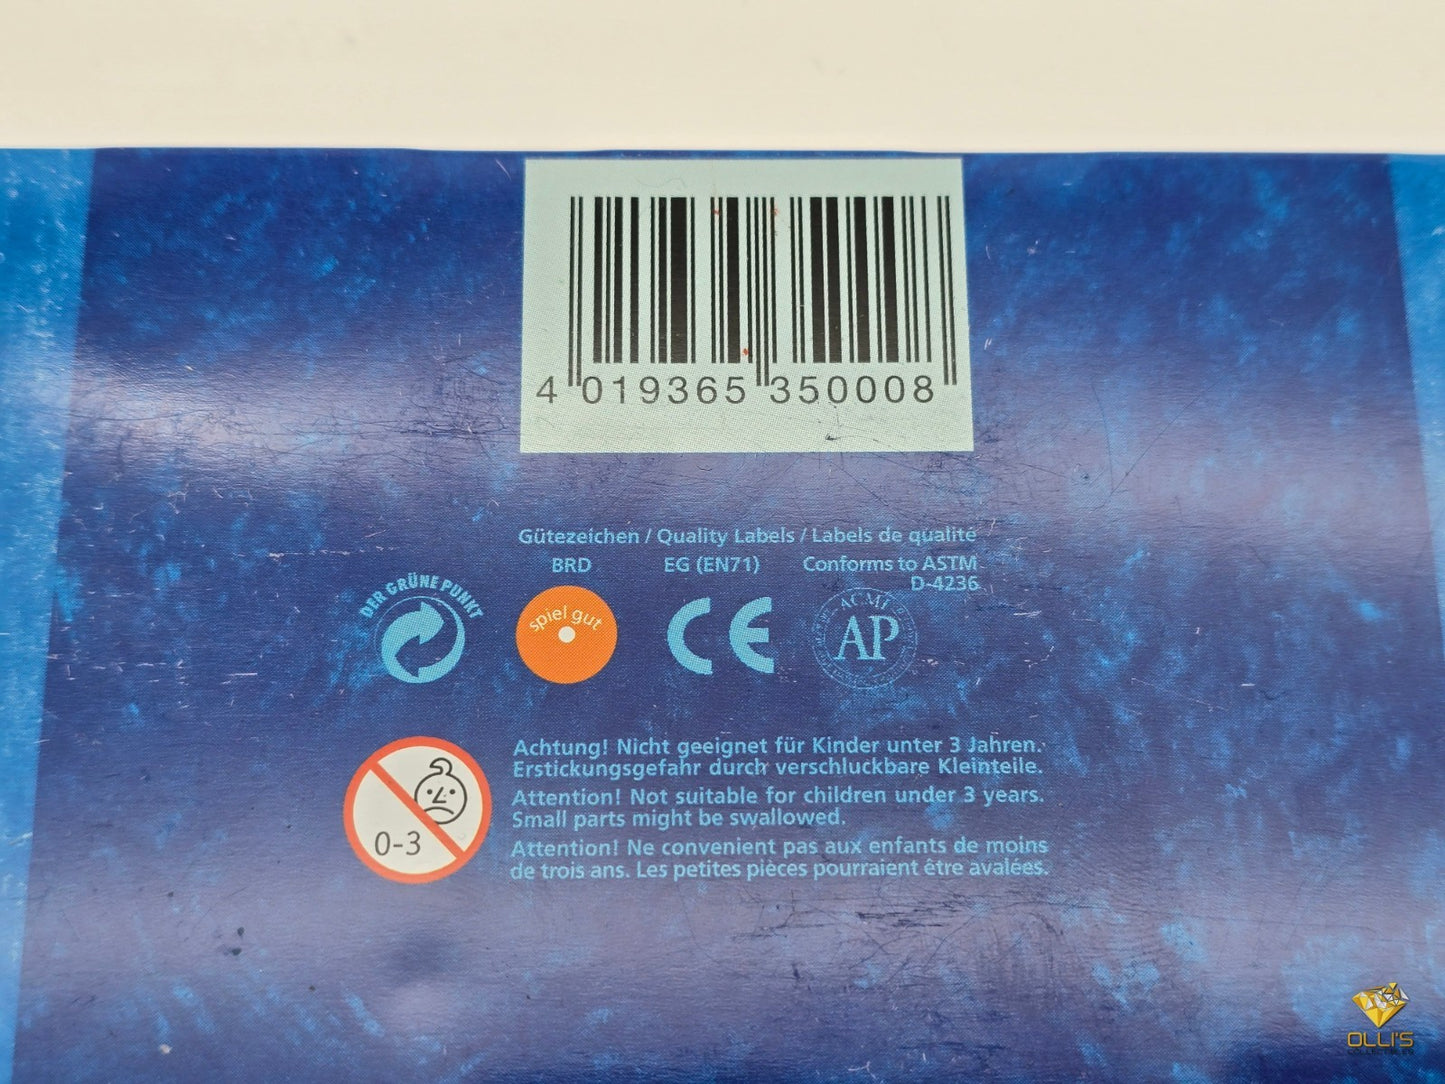 4 019365 350008
Gütezeichen / Quality Labels / Labels de qualité
BRD EG (EN71) Conforms to ASTM
D-4236
DER GRÜNE PUNKT
spiel gut
CE
ACMI
AP
0-3
Achtung! Nicht geeignet für Kinder unter 3 Jahren.
Erstickungsgefahr durch verschluckbare Kleinteile.
Attention! Not suitable for children under 3 years.
Small parts might be swallowed.
Attention! Ne convenient pas aux enfants de moins
de trois ans. Les petites pièces pourraient être avalées.
OLLI'S
COLLECTIBLES